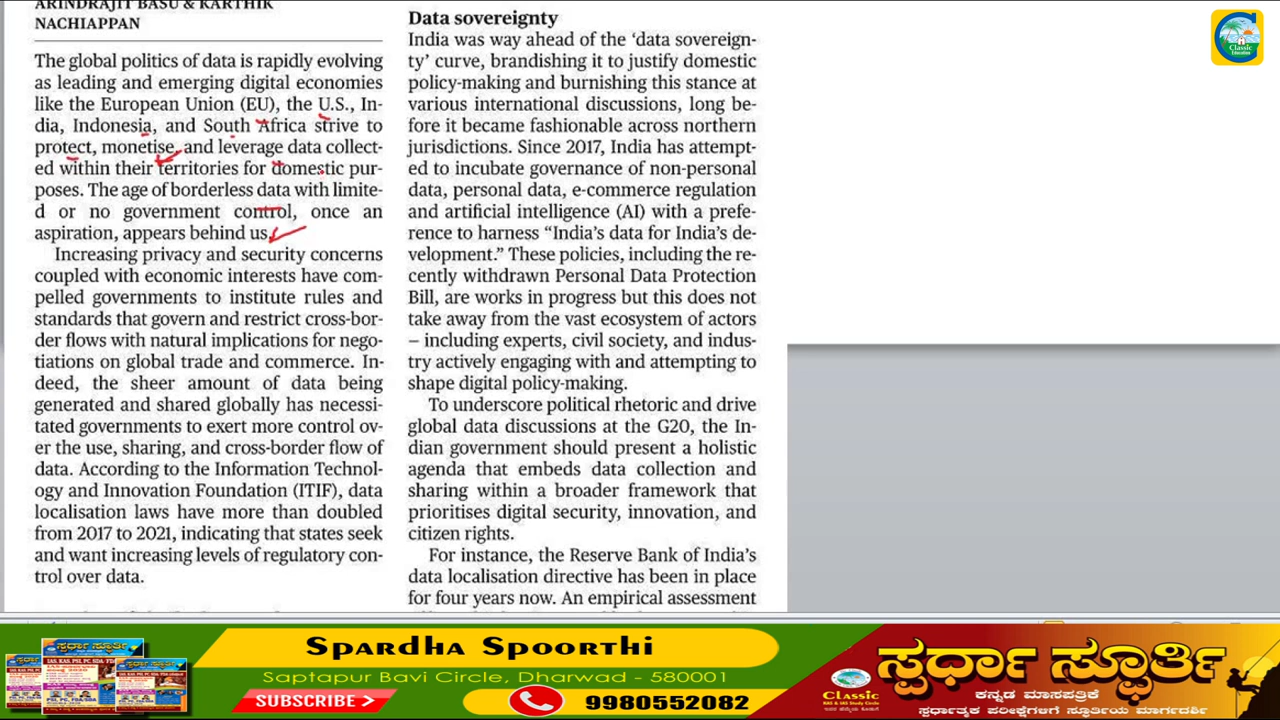 ARINDRAJIT BASU & KARTHIK
NACHIAPPAN
The global politics of data is rapidly evolving
as leading and emerging digital economies
like the European Union (EU), the U.S., In-
dia, Indonesia, and South Africa strive to
protect, monetise, and leverage data collect-
ed within their territories for domestic pur-
poses. The age of borderless data with limite-
d or no government control, once an
aspiration, appears behind us.
Increasing privacy and security concerns
coupled with economic interests have com-
pelled governments to institute rules and
standards that govern and restrict cross-bor-
der flows with natural implications for nego-
tiations on global trade and commerce. In-
deed, the sheer amount of data being
generated and shared globally has necessi-
tated governments to exert more control ov-
er the use, sharing, and cross-border flow of
data. According to the Information Technol-
ogy and Innovation Foundation (ITIF), data
localisation laws have more than doubled
from 2017 to 2021, indicating that states seek
and want increasing levels of regulatory con-
trol over data.
Data sovereignty
India was way ahead of the ‘data sovereign-
ty’ curve, brandishing it to justify domestic
policy-making and burnishing this stance at
various international discussions, long be-
fore it became fashionable across northern
jurisdictions. Since 2017, India has attempt-
ed to incubate governance of non-personal
data, personal data, e-commerce regulation
and artificial intelligence (AI) with a prefe-
rence to harness “India’s data for India’s de-
velopment.” These policies, including the re-
cently withdrawn Personal Data Protection
Bill, are works in progress but this does not
take away from the vast ecosystem of actors
– including experts, civil society, and indus-
try actively engaging with and attempting to
shape digital policy-making.
To underscore political rhetoric and drive
global data discussions at the G20, the In-
dian government should present a holistic
agenda that embeds data collection and
sharing within a broader framework that
prioritises digital security, innovation, and
citizen rights.
For instance, the Reserve Bank of India’s
data localisation directive has been in place
for four years now. An empirical assessment
Classic
Education
Spardha Spoorthi
Saptapur Bavi Circle, Dharwad - 580001
SUBSCRIBE
9980552082
ಸ್ಪರ್ಧಾ ಸ್ಫೂರ್ತಿ
ಕನ್ನಡ ಮಾಸಪತ್ರಿಕೆ
ಸ್ಪರ್ಧಾತ್ಮಕ ಪರೀಕ್ಷೆಗಳಿಗೆ ಸ್ಫೂರ್ತಿಯ ಮಾರ್ಗದರ್ಶಿ
Classic
KAS & IAS Study Circle